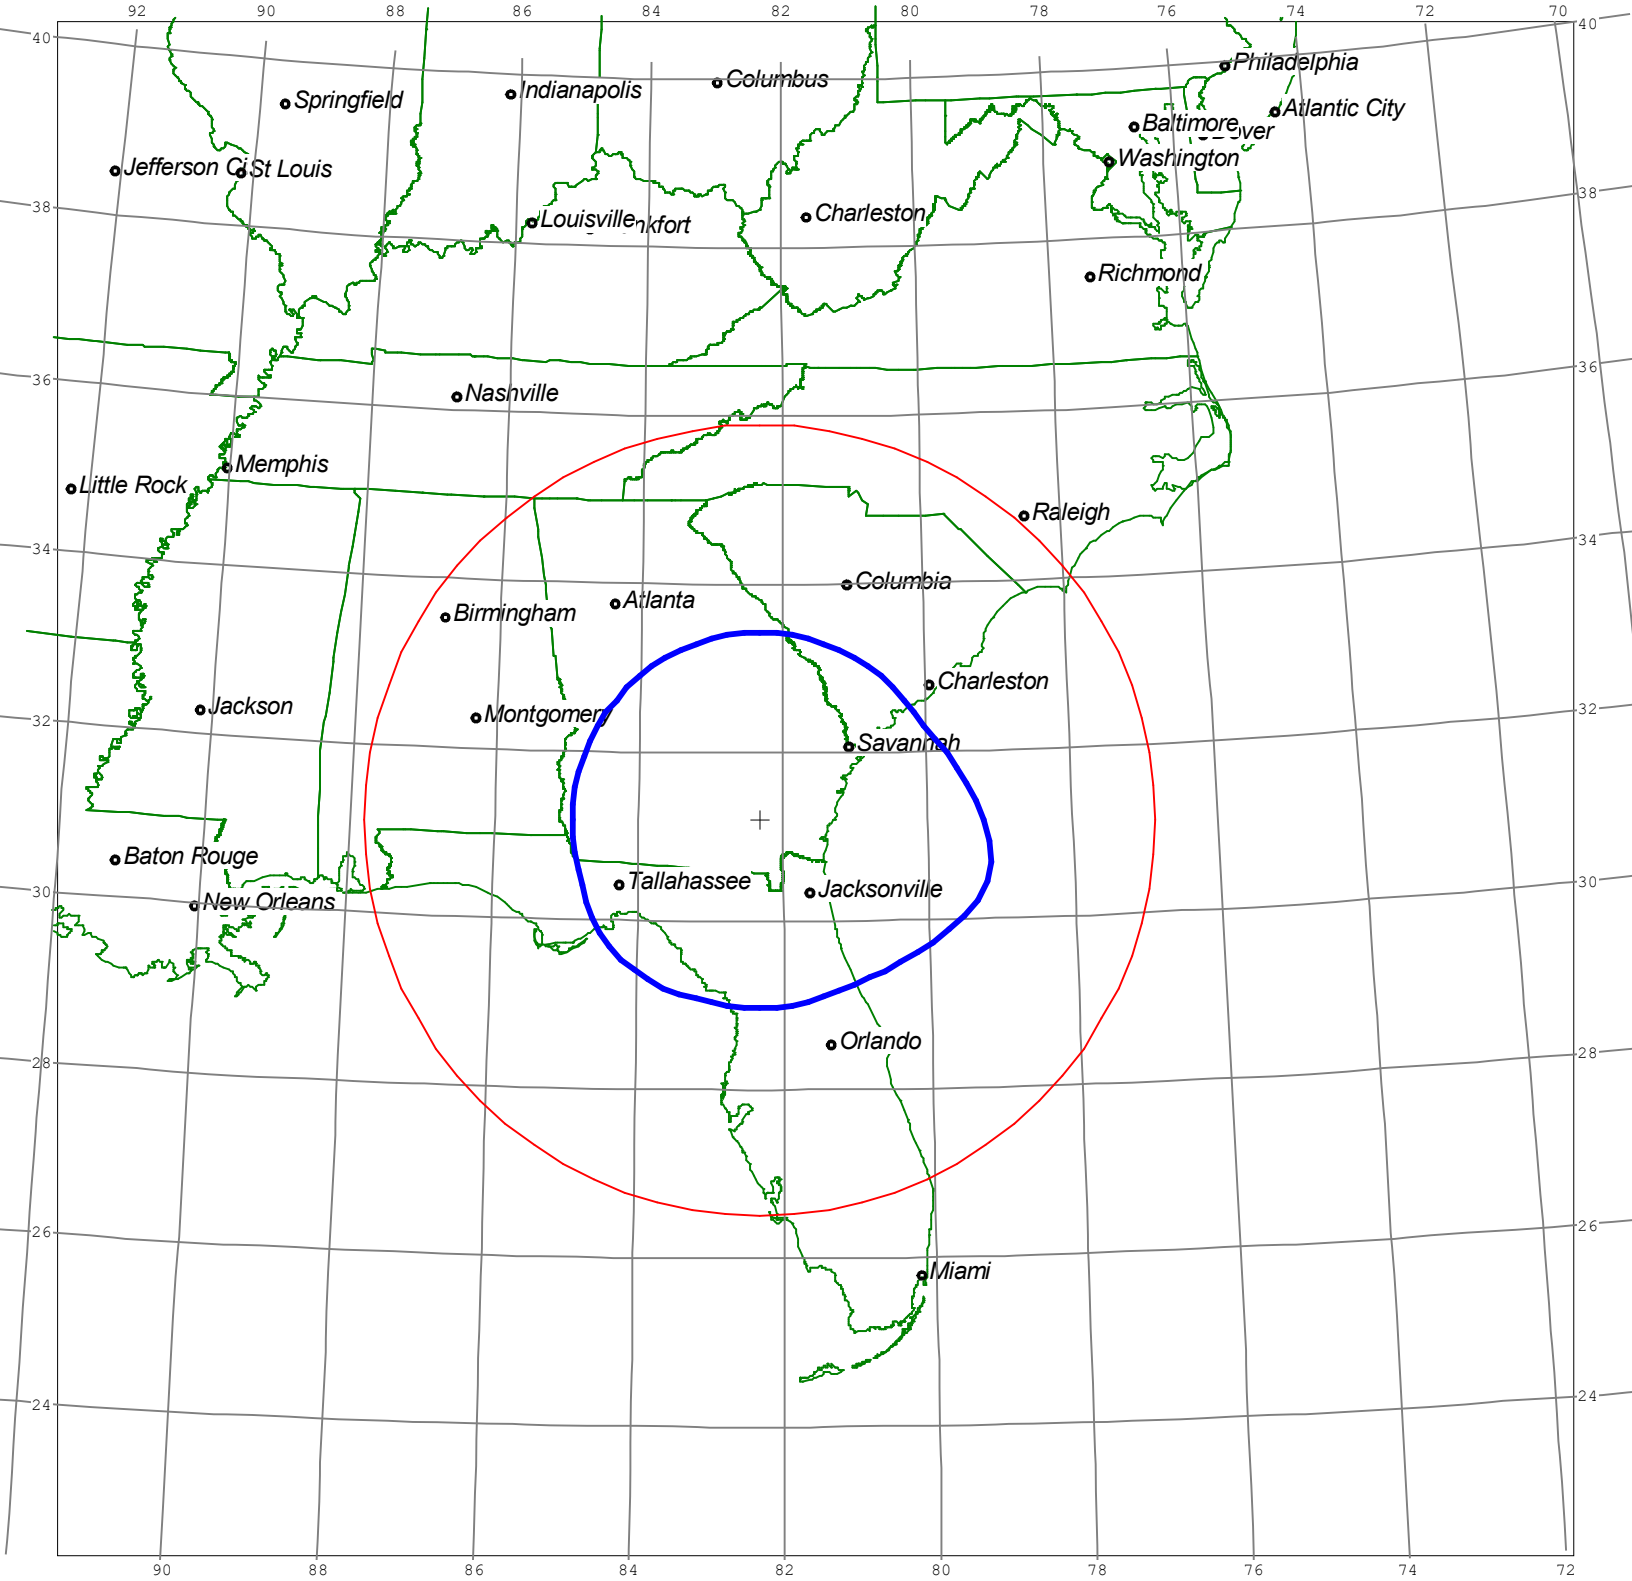 92 90 88 86 84 82 80 78 76 74 72 70
40 40
Philadelphia
Columbus
Indianapolis
Springfield
Atlantic City
Baltimore
Washington
Jefferson Ci
St Louis
38 38
Charleston
Louisville
nkfort
Richmond
36 36
Nashville
Memphis
Little Rock
Raleigh
34 34
Columbia
Atlanta
Birmingham
Charleston
Jackson
Montgomery
32 32
Savannah
Baton Rouge
Tallahassee
Jacksonville
30 30
New Orleans
Orlando
28 28
26 26
Miami
24 24
90 88 86 84 82 80 78 76 74 72